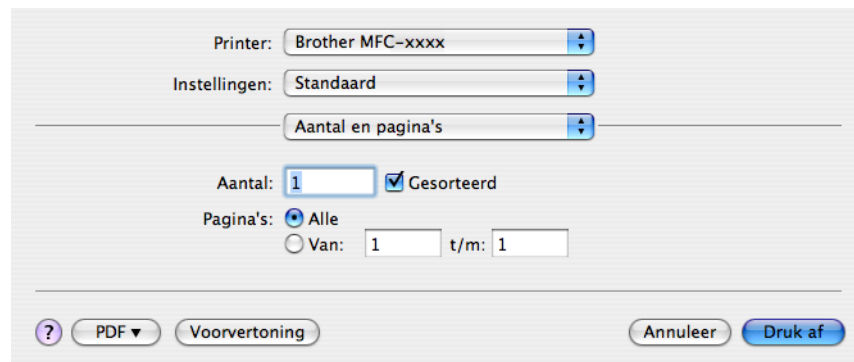 Printer: Brother MFC-xxxx
Instellingen: Standaard
Aantal en pagina's
Aantal: 1 Gesorteerd
Pagina's: Alle
Van: 1 t/m: 1
? PDF ▼ Voorvertoning Annuleer Druk af